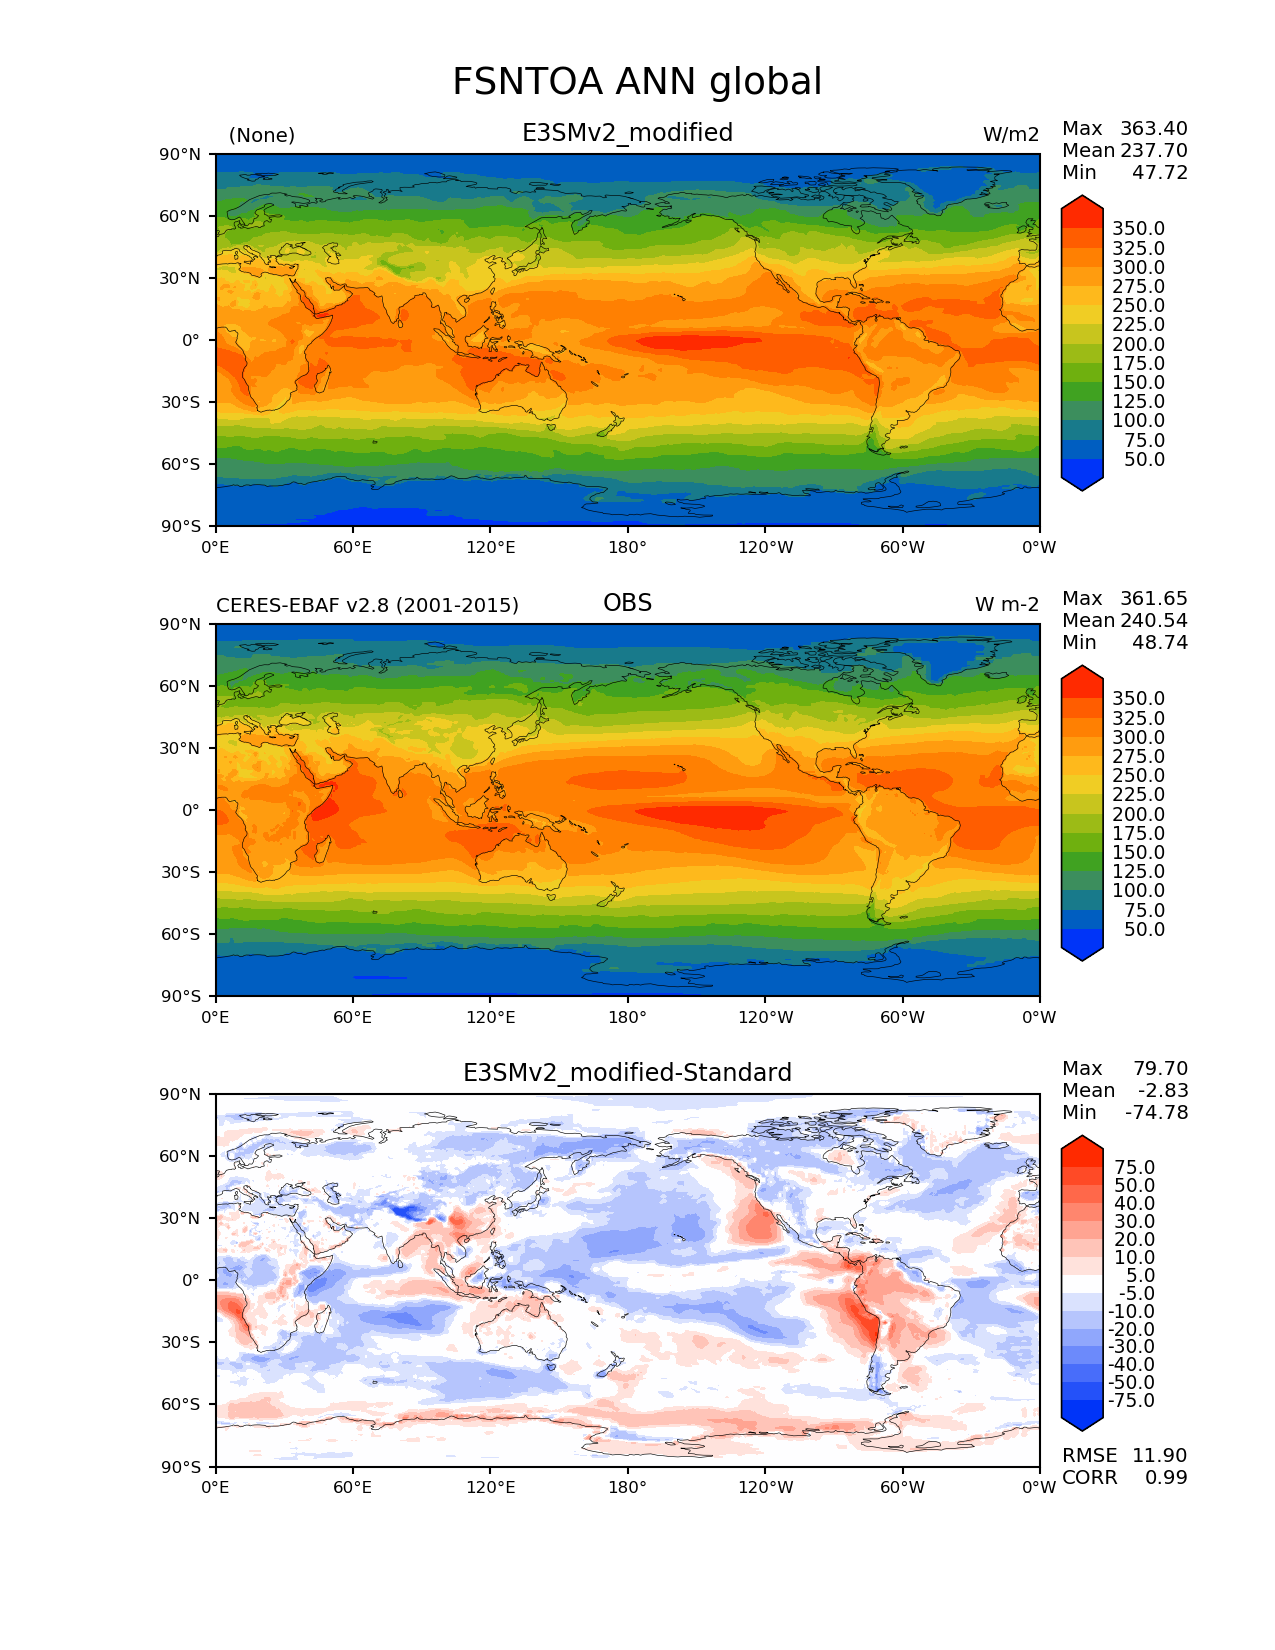 FSNTOA ANN global
(None) E3SMv2_modified W/m2
Max 363.40
Mean 237.70
Min 47.72
90°N
60°N
30°N
0°
30°S
60°S
90°S
0°E 60°E 120°E 180° 120°W 60°W 0°W
350.0
325.0
300.0
275.0
250.0
225.0
200.0
175.0
150.0
125.0
100.0
75.0
50.0
CERES-EBAF v2.8 (2001-2015) OBS W m-2
Max 361.65
Mean 240.54
Min 48.74
90°N
60°N
30°N
0°
30°S
60°S
90°S
0°E 60°E 120°E 180° 120°W 60°W 0°W
350.0
325.0
300.0
275.0
250.0
225.0
200.0
175.0
150.0
125.0
100.0
75.0
50.0
E3SMv2_modified-Standard
Max 79.70
Mean -2.83
Min -74.78
90°N
60°N
30°N
0°
30°S
60°S
90°S
0°E 60°E 120°E 180° 120°W 60°W 0°W
75.0
50.0
40.0
30.0
20.0
10.0
5.0
-5.0
-10.0
-20.0
-30.0
-40.0
-50.0
-75.0
RMSE 11.90
CORR 0.99